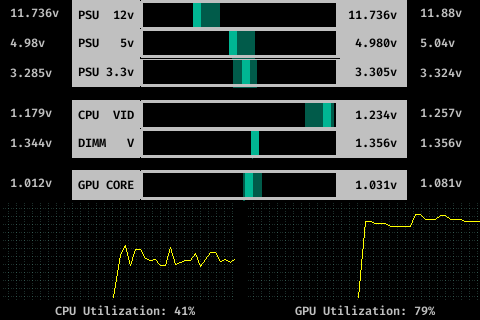 11.736v PSU 12v 11.736v 11.88v
4.98v PSU 5v 4.980v 5.04v
3.285v PSU 3.3v 3.305v 3.324v
1.179v CPU VID 1.234v 1.257v
1.344v DIMM V 1.356v 1.356v
1.012v GPU CORE 1.031v 1.081v
CPU Utilization: 41% GPU Utilization: 79%